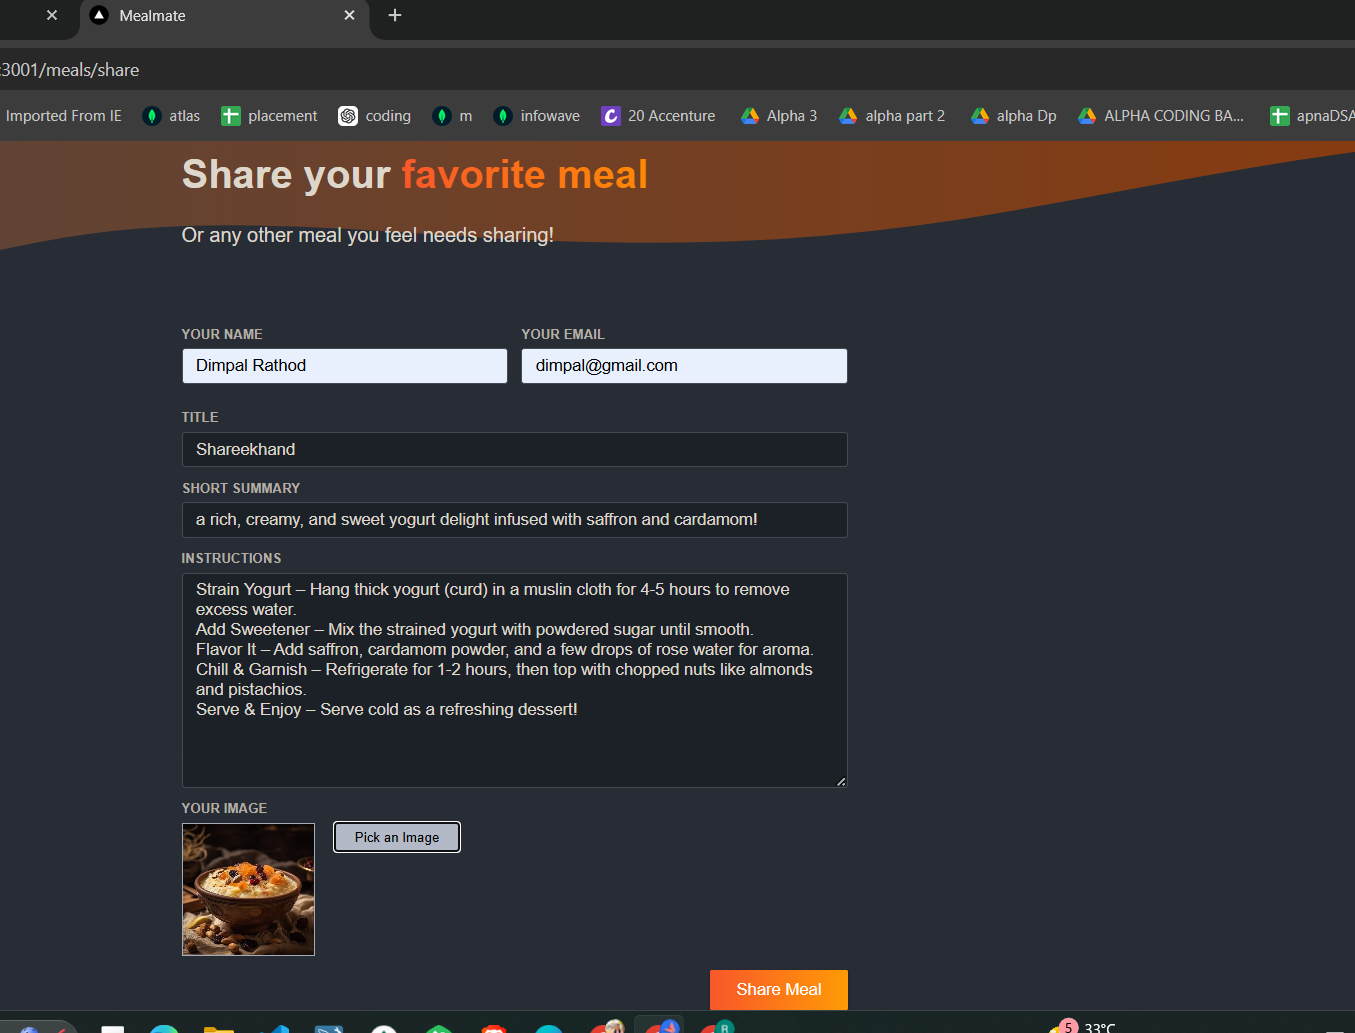 Mealmate
:3001/meals/share
Imported From IE atlas placement coding m infowave 20 Accenture Alpha 3 alpha part 2 alpha Dp ALPHA CODING BA... apnaDSA
Share your favorite meal
Or any other meal you feel needs sharing!
YOUR NAME YOUR EMAIL
Dimpal Rathod dimpal@gmail.com
TITLE
Shareekhand
SHORT SUMMARY
a rich, creamy, and sweet yogurt delight infused with saffron and cardamom!
INSTRUCTIONS
Strain Yogurt – Hang thick yogurt (curd) in a muslin cloth for 4-5 hours to remove
excess water.
Add Sweetener – Mix the strained yogurt with powdered sugar until smooth.
Flavor It – Add saffron, cardamom powder, and a few drops of rose water for aroma.
Chill & Garnish – Refrigerate for 1-2 hours, then top with chopped nuts like almonds
and pistachios.
Serve & Enjoy – Serve cold as a refreshing dessert!
YOUR IMAGE
Pick an Image
Share Meal
R 5 33°C